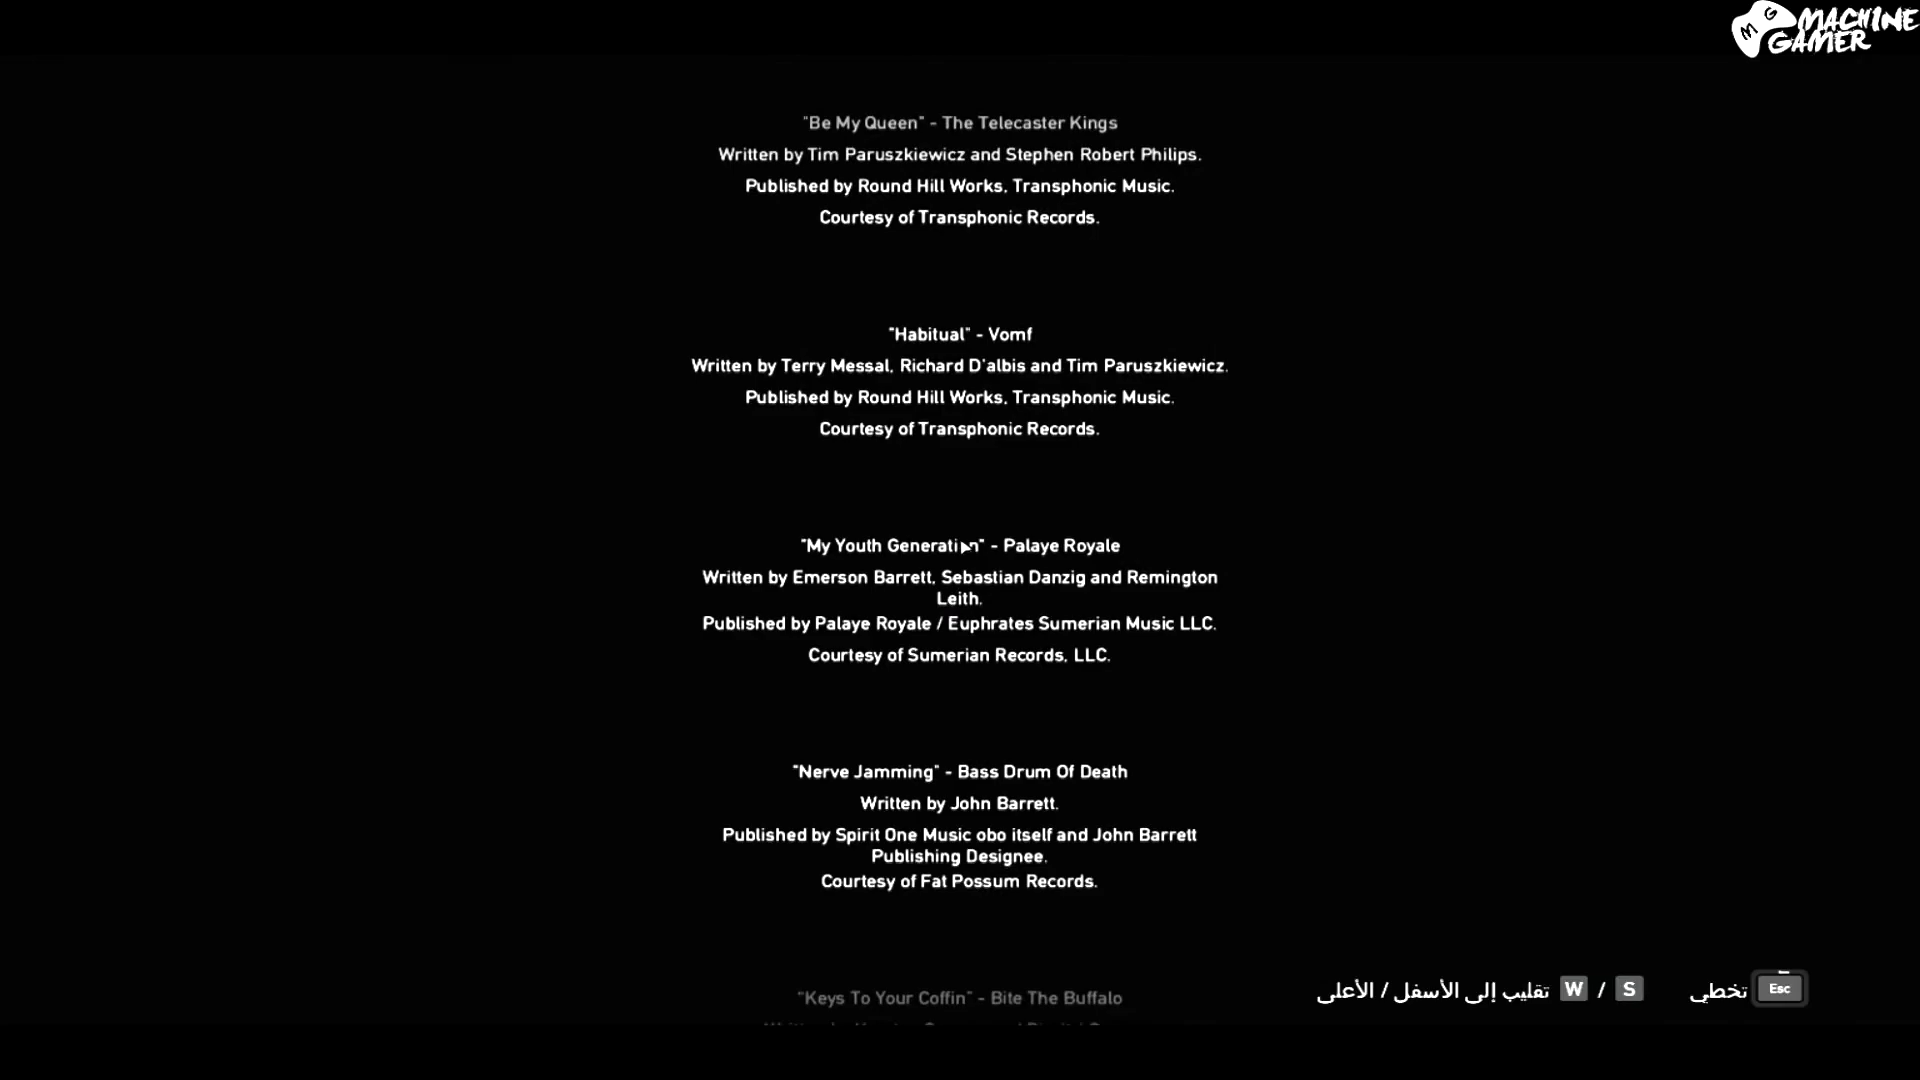 MACHINE
GAMER
M G
"Be My Queen" - The Telecaster Kings
Written by Tim Paruszkiewicz and Stephen Robert Philips.
Published by Round Hill Works, Transphonic Music.
Courtesy of Transphonic Records.
"Habitual" - Vomf
Written by Terry Messal, Richard D'albis and Tim Paruszkiewicz.
Published by Round Hill Works, Transphonic Music.
Courtesy of Transphonic Records.
"My Youth Generation" - Palaye Royale
Written by Emerson Barrett, Sebastian Danzig and Remington
Leith.
Published by Palaye Royale / Euphrates Sumerian Music LLC.
Courtesy of Sumerian Records, LLC.
"Nerve Jamming" - Bass Drum Of Death
Written by John Barrett.
Published by Spirit One Music obo itself and John Barrett
Publishing Designee.
Courtesy of Fat Possum Records.
"Keys To Your Coffin" - Bite The Buffalo
تخطي Esc
تقليب إلى الأسفل / الأعلى W / S